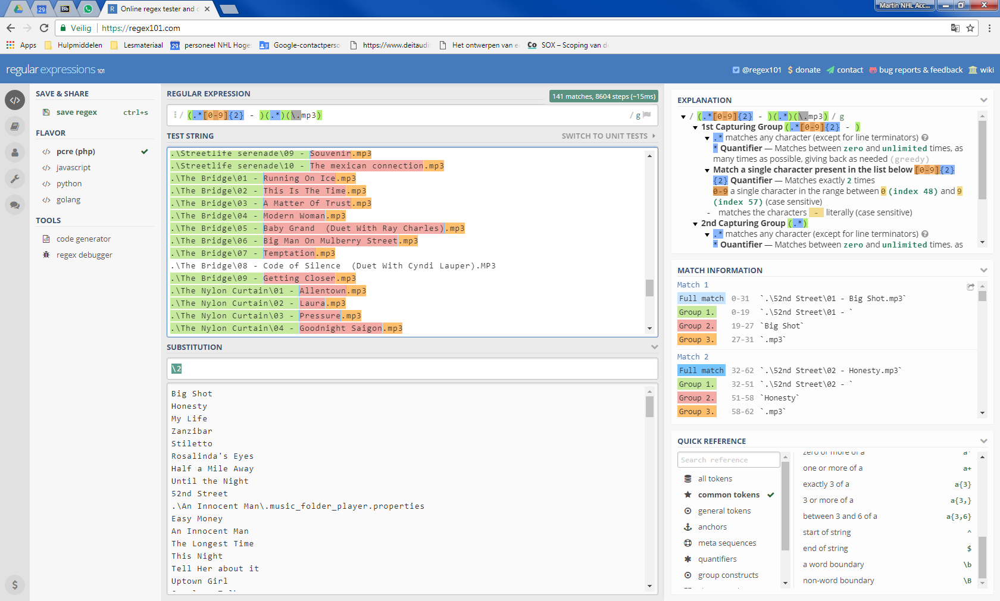 29
Bb
Online regex tester and
Martin NHL Acc...
Veilig
https://regex101.com
Apps
Hulpmiddelen
Lesmateriaal
29
personeel NHL Hoge
Google-contactperso
https://www.deitaudi
Het ontwerpen van e
Co
SOX – Scoping van d
regular expressions 101
@regex101
$ donate
contact
bug reports & feedback
wiki
SAVE & SHARE
save regex ctrl+s
FLAVOR
</> pcre (php)
</> javascript
</> python
</> golang
TOOLS
code generator
regex debugger
$
REGULAR EXPRESSION
141 matches, 8604 steps (~15ms)
/ (.*[0-9]{2} - )(.*)(\.mp3) / g
TEST STRING
SWITCH TO UNIT TESTS
.\Streetlife serenade\09 - Souvenir.mp3
.\Streetlife serenade\10 - The mexican connection.mp3
.\The Bridge\01 - Running On Ice.mp3
.\The Bridge\02 - This Is The Time.mp3
.\The Bridge\03 - A Matter Of Trust.mp3
.\The Bridge\04 - Modern Woman.mp3
.\The Bridge\05 - Baby Grand  (Duet With Ray Charles).mp3
.\The Bridge\06 - Big Man On Mulberry Street.mp3
.\The Bridge\07 - Temptation.mp3
.\The Bridge\08 - Code of Silence  (Duet With Cyndi Lauper).MP3
.\The Bridge\09 - Getting Closer.mp3
.\The Nylon Curtain\01 - Allentown.mp3
.\The Nylon Curtain\02 - Laura.mp3
.\The Nylon Curtain\03 - Pressure.mp3
.\The Nylon Curtain\04 - Goodnight Saigon.mp3
SUBSTITUTION
\2
Big Shot
Honesty
My Life
Zanzibar
Stiletto
Rosalinda's Eyes
Half a Mile Away
Until the Night
52nd Street
.\An Innocent Man\.music_folder_player.properties
Easy Money
An Innocent Man
The Longest Time
This Night
Tell Her about it
Uptown Girl
EXPLANATION
/ (.*[0-9]{2} - )(.*)(\.mp3) / g
1st Capturing Group (.*[0-9]{2} - )
.* matches any character (except for line terminators)
* Quantifier — Matches between zero and unlimited times, as
many times as possible, giving back as needed (greedy)
Match a single character present in the list below [0-9]{2}
{2} Quantifier — Matches exactly 2 times
0-9 a single character in the range between 0 (index 48) and 9
(index 57) (case sensitive)
-  matches the characters  -  literally (case sensitive)
2nd Capturing Group (.*)
.* matches any character (except for line terminators)
* Quantifier — Matches between zero and unlimited times, as
MATCH INFORMATION
Match 1
Full match 0-31 `.\52nd Street\01 - Big Shot.mp3`
Group 1. 0-19 `.\52nd Street\01 - `
Group 2. 19-27 `Big Shot`
Group 3. 27-31 `.mp3`
Match 2
Full match 32-62 `.\52nd Street\02 - Honesty.mp3`
Group 1. 32-51 `.\52nd Street\02 - `
Group 2. 51-58 `Honesty`
Group 3. 58-62 `.mp3`
QUICK REFERENCE
Search reference
all tokens
common tokens
general tokens
anchors
meta sequences
quantifiers
group constructs
zero or more of a a*
one or more of a a+
exactly 3 of a a{3}
3 or more of a a{3,}
between 3 and 6 of a a{3,6}
start of string ^
end of string $
a word boundary \b
non-word boundary \B